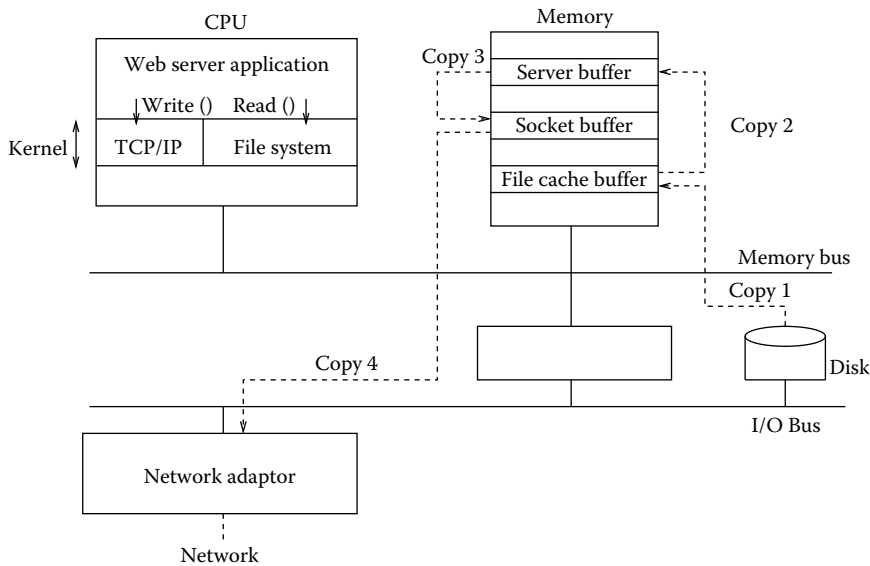 CPU
Memory
Web server application
Write ()
Read ()
Kernel
TCP/IP
File system
Copy 3
Server buffer
Socket buffer
Copy 2
File cache buffer
Memory bus
Copy 1
Copy 4
Disk
I/O Bus
Network adaptor
Network